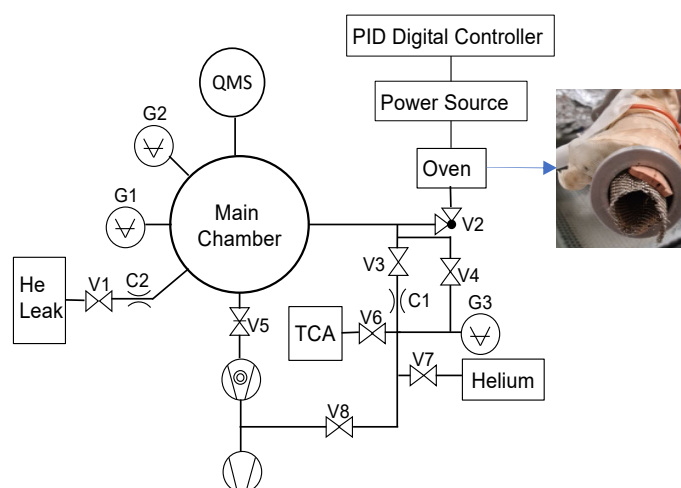 PID Digital Controller
QMS
Power Source
G2
Oven
G1
Main
Chamber
V2
V3
V4
He
Leak
V1
C2
C1
G3
V5
TCA
V6
V7
Helium
V8